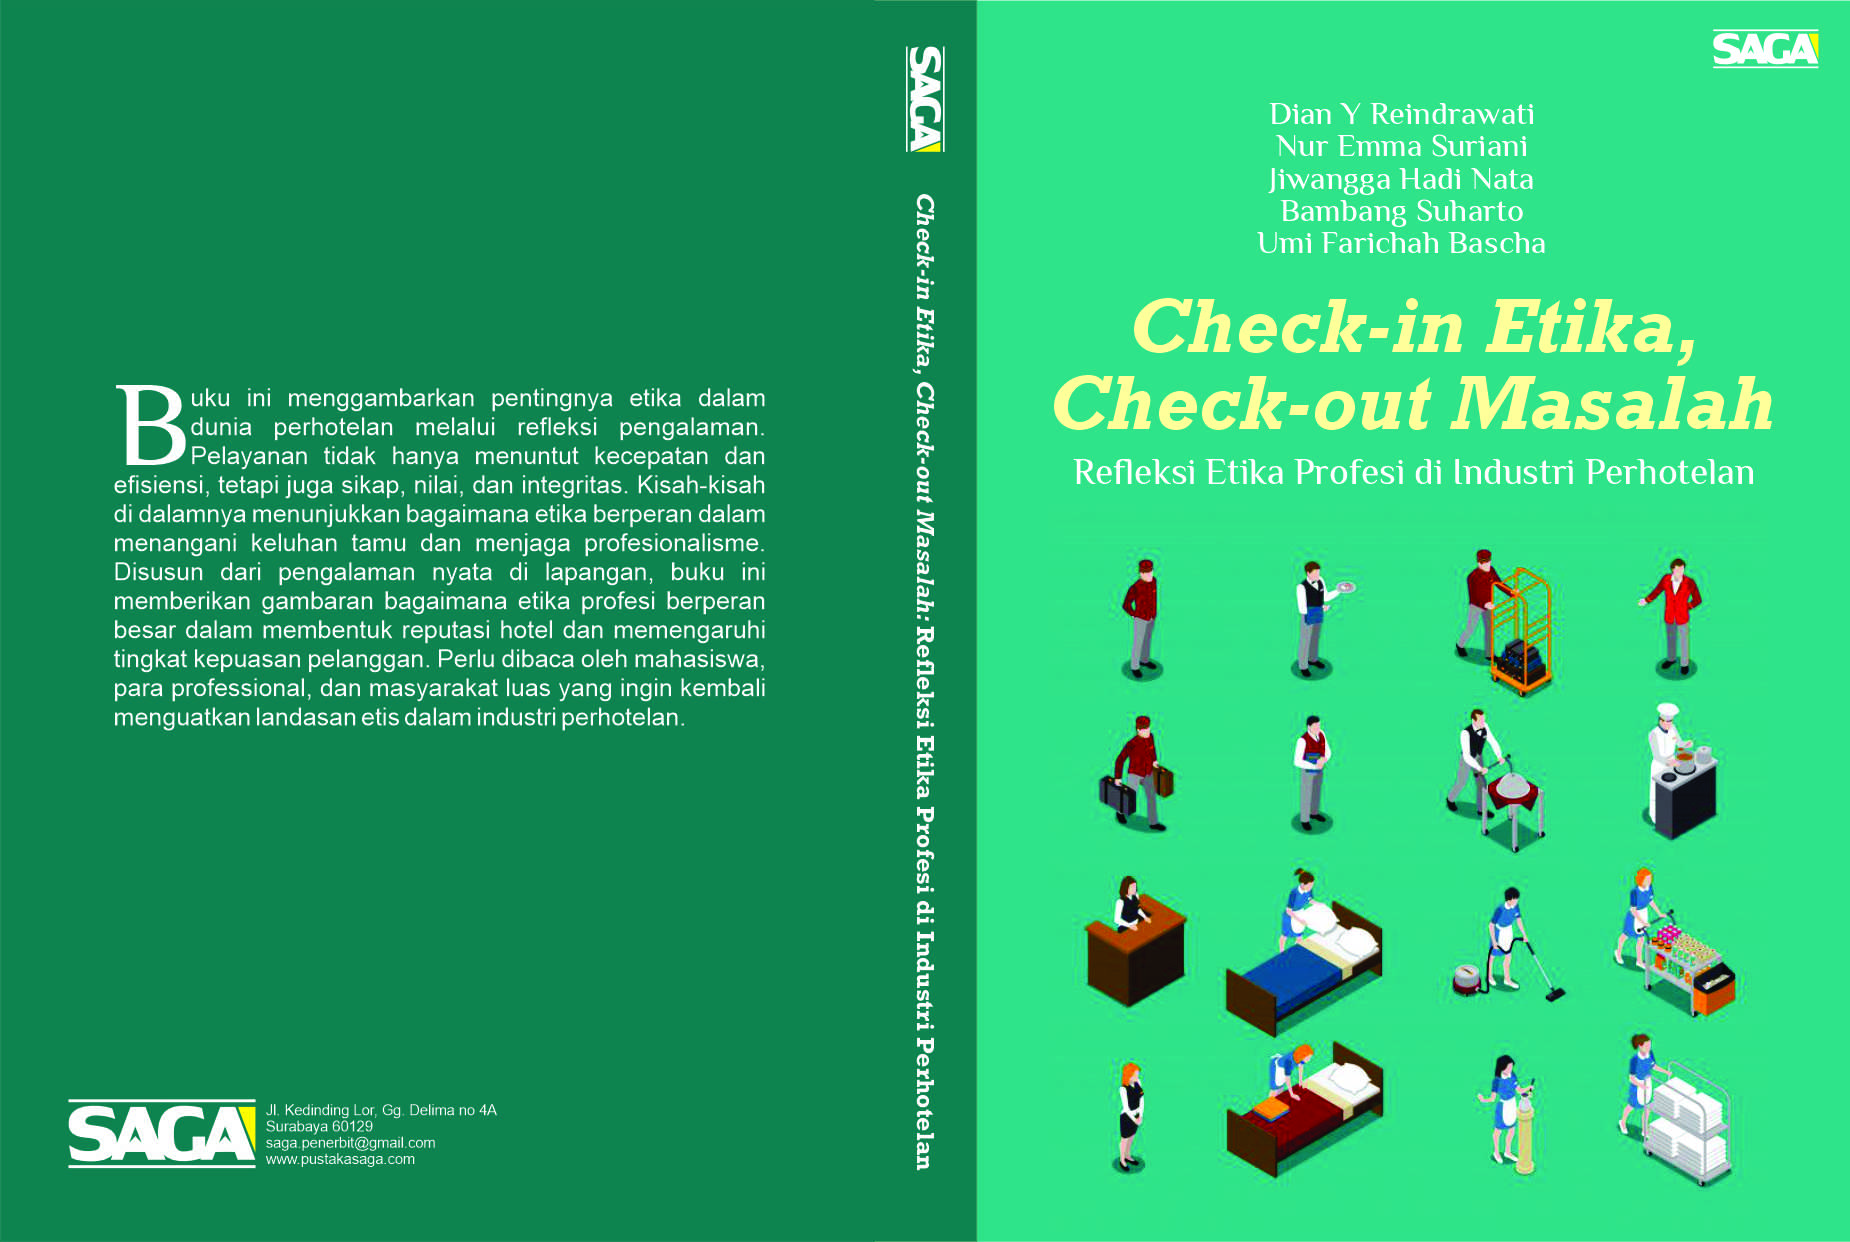 Buku ini menggambarkan pentingnya etika dalam
dunia perhotelan melalui refleksi pengalaman.
Pelayanan tidak hanya menuntut kecepatan dan
efisiensi, tetapi juga sikap, nilai, dan integritas. Kisah-kisah
di dalamnya menunjukkan bagaimana etika berperan dalam
menangani keluhan tamu dan menjaga profesionalisme.
Disusun dari pengalaman nyata di lapangan, buku ini
memberikan gambaran bagaimana etika profesi berperan
besar dalam membentuk reputasi hotel dan memengaruhi
tingkat kepuasan pelanggan. Perlu dibaca oleh mahasiswa,
para professional, dan masyarakat luas yang ingin kembali
menguatkan landasan etis dalam industri perhotelan.
SAGA
Jl. Kedinding Lor, Gg. Delima no 4A
Surabaya 60129
saga.penerbit@gmail.com
www.pustakasaga.com
SAGA
Check-in Etika, Check-out Masalah: Refleksi Etika Profesi di Industri Perhotelan
SAGA
Dian Y Reindrawati
Nur Emma Suriani
Jiwangga Hadi Nata
Bambang Suharto
Umi Farichah Bascha
Check-in Etika,
Check-out Masalah
Refleksi Etika Profesi di Industri Perhotelan